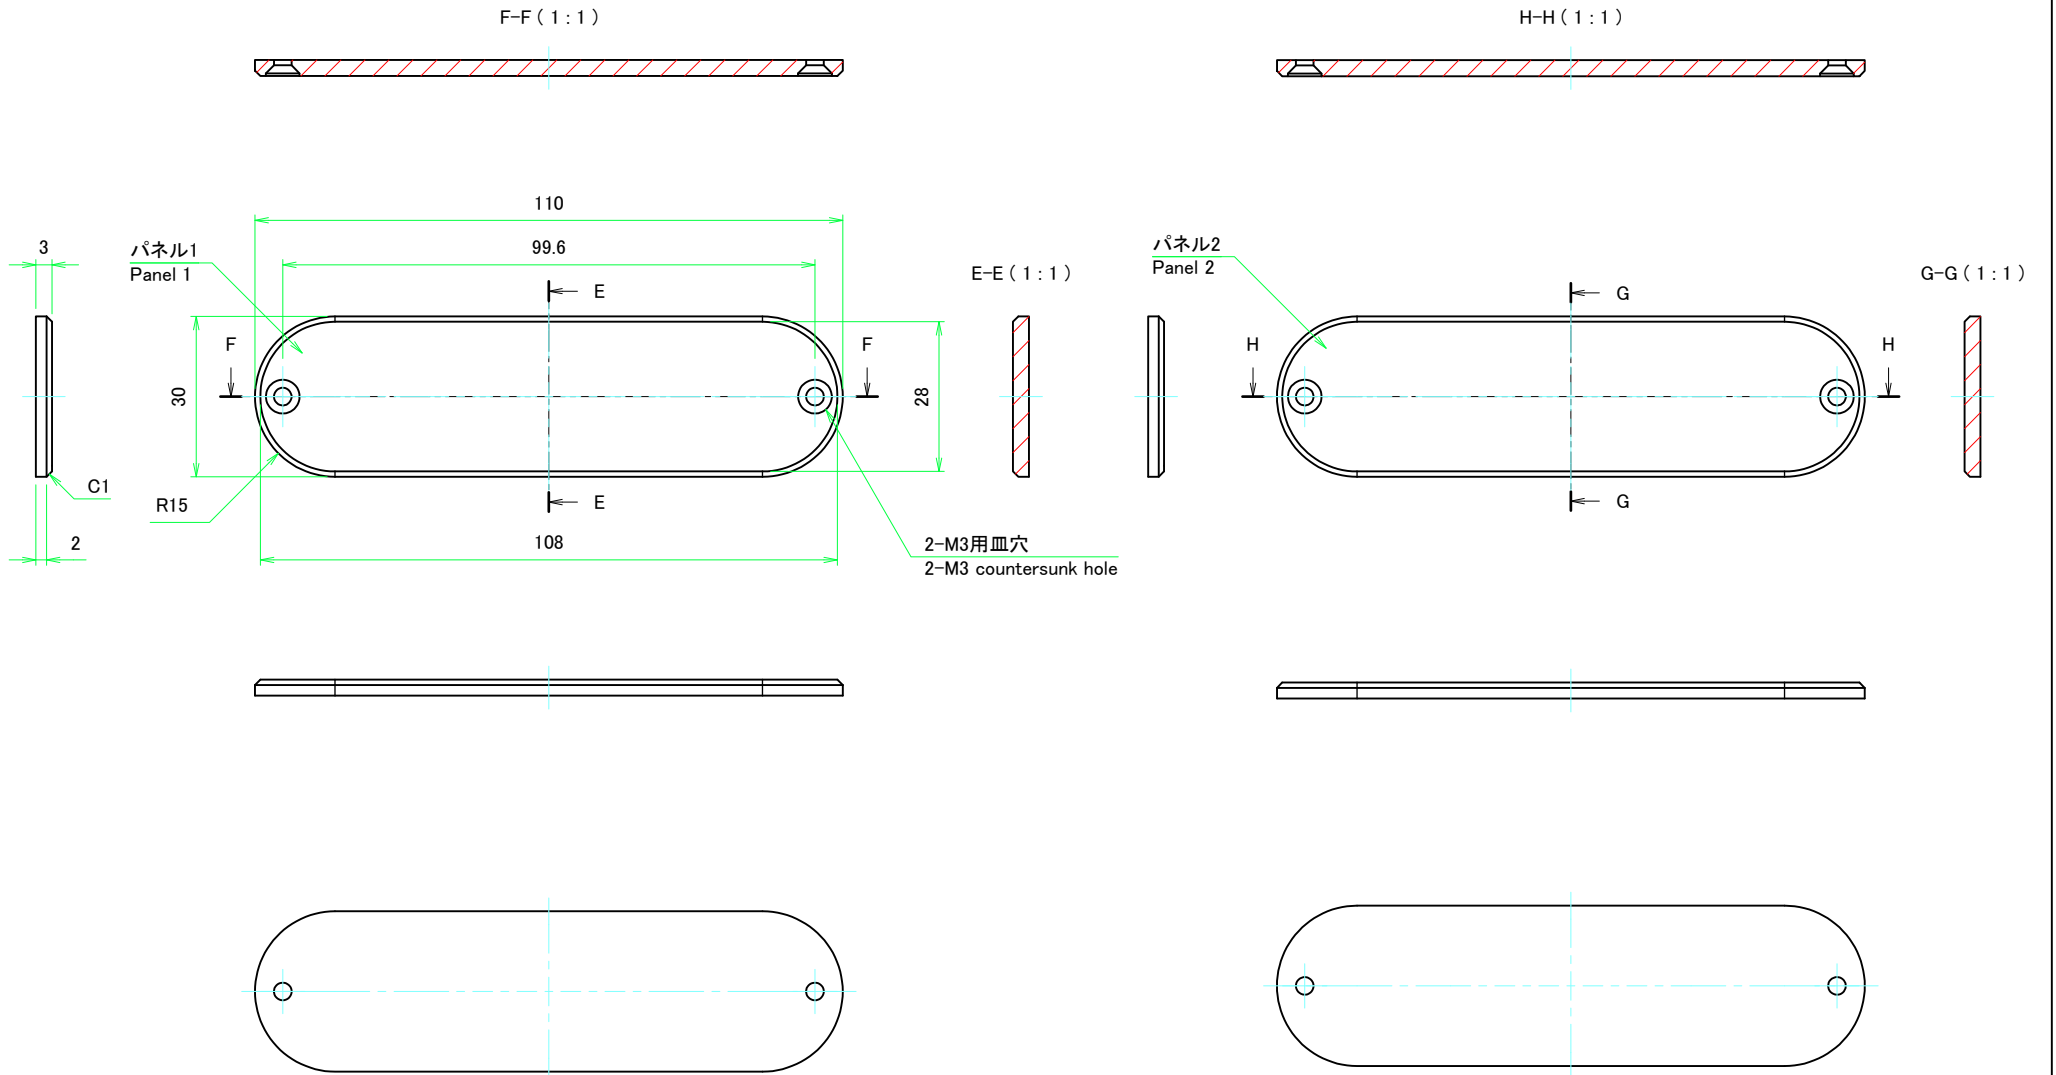 F-F ( 1 : 1 )
H-H ( 1 : 1 )
110
3
パネル1
Panel 1
99.6
パネル2
Panel 2
E-E ( 1 : 1 )
G-G ( 1 : 1 )
E
G
F
F
H
H
30
28
C1
R15
E
G
2
108
2-M3用皿穴
2-M3 countersunk hole